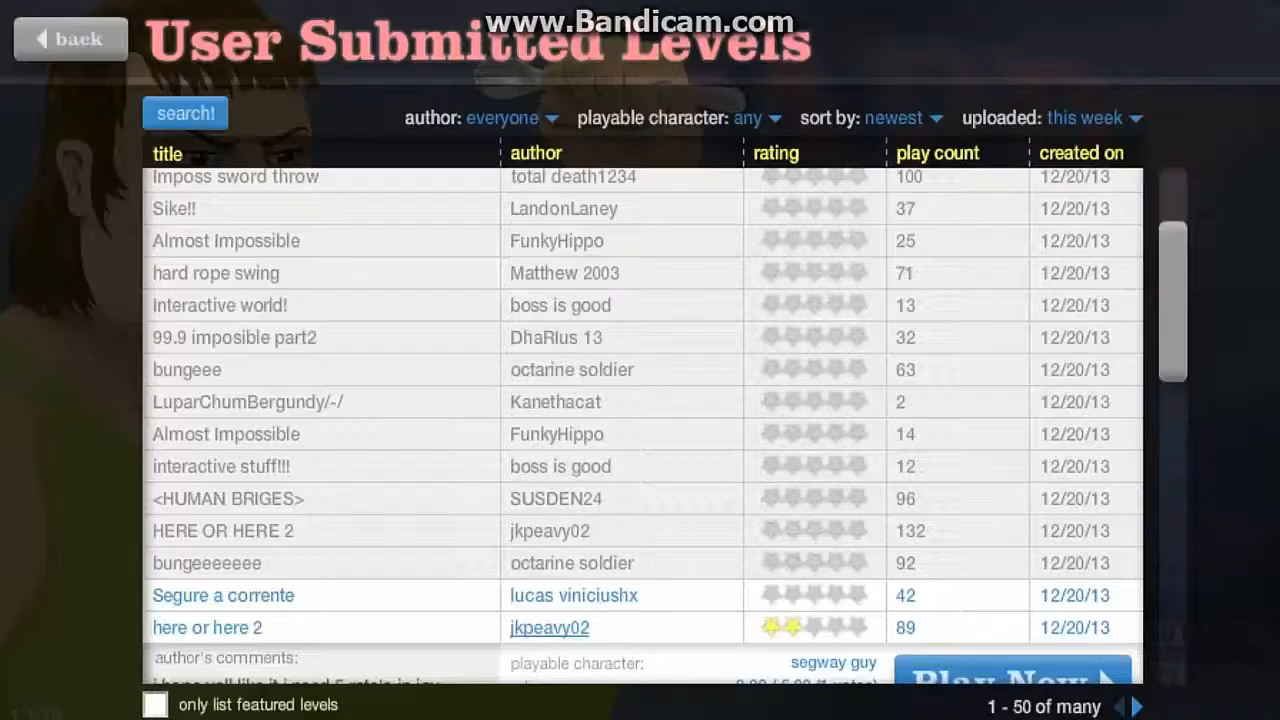 www.Bandicam.com
back
User Submitted Levels
search!
author: everyone playable character: any sort by: newest uploaded: this week
title author rating play count created on
Imposs sword throw total death1234 100 12/20/13
Sike!! LandonLaney 37 12/20/13
Almost Impossible FunkyHippo 25 12/20/13
hard rope swing Matthew 2003 71 12/20/13
Interactive world! boss is good 13 12/20/13
99.9 imposible part2 DhaRIus 13 32 12/20/13
bungeee octarine soldier 63 12/20/13
LuparChumBergundy/-/ Kanethacat 2 12/20/13
Almost Impossible FunkyHippo 14 12/20/13
interactive stuff!!! boss is good 12 12/20/13
<HUMAN BRIGES> SUSDEN24 96 12/20/13
HERE OR HERE 2 jkpeavy02 132 12/20/13
bungeeeeeee octarine soldier 92 12/20/13
Segure a corrente lucas viniciushx 42 12/20/13
here or here 2 jkpeavy02 89 12/20/13
author's comments: playable character: segway guy Play Now
only list featured levels 1 - 50 of many